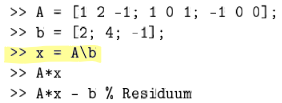 >> A = [1 2 -1; 1 0 1; -1 0 0];
>> b = [2; 4; -1];
>> x = A\b
>> A*x
>> A*x - b % Residuum